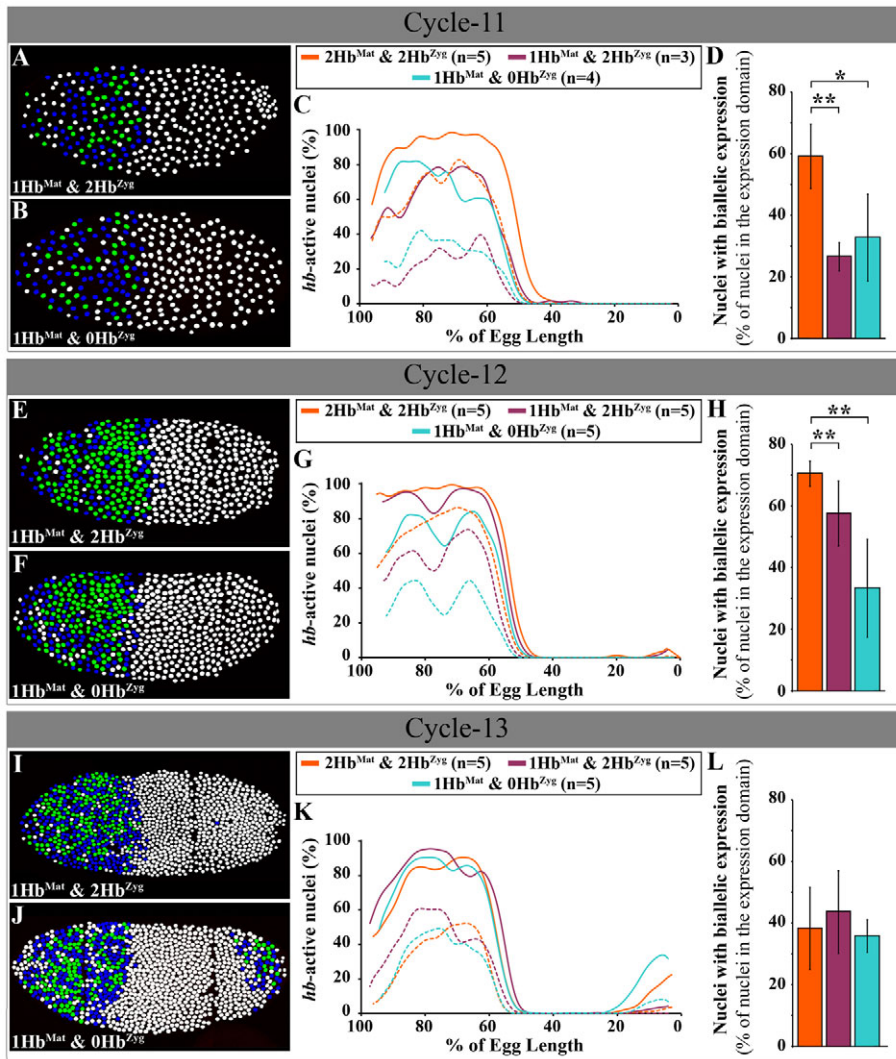 Cycle-11
A
1Hb^Mat & 2Hb^Zyg
B
1Hb^Mat & 0Hb^Zyg
2Hb^Mat & 2Hb^Zyg (n=5) 1Hb^Mat & 2Hb^Zyg (n=3)
1Hb^Mat & 0Hb^Zyg (n=4)
C
hb-active nuclei (%)
100
80
60
40
20
0
100 80 60 40 20 0
% of Egg Length
D
Nuclei with biallelic expression
(% of nuclei in the expression domain)
80
60
40
20
0
*
**
Cycle-12
E
1Hb^Mat & 2Hb^Zyg
F
1Hb^Mat & 0Hb^Zyg
2Hb^Mat & 2Hb^Zyg (n=5) 1Hb^Mat & 2Hb^Zyg (n=5)
1Hb^Mat & 0Hb^Zyg (n=5)
G
hb-active nuclei (%)
100
80
60
40
20
0
100 80 60 40 20 0
% of Egg Length
H
Nuclei with biallelic expression
(% of nuclei in the expression domain)
80
60
40
20
0
**
**
Cycle-13
I
1Hb^Mat & 2Hb^Zyg
J
1Hb^Mat & 0Hb^Zyg
2Hb^Mat & 2Hb^Zyg (n=5) 1Hb^Mat & 2Hb^Zyg (n=5)
1Hb^Mat & 0Hb^Zyg (n=5)
K
hb-active nuclei (%)
100
80
60
40
20
0
100 80 60 40 20 0
% of Egg Length
L
Nuclei with biallelic expression
(% of nuclei in the expression domain)
80
60
40
20
0